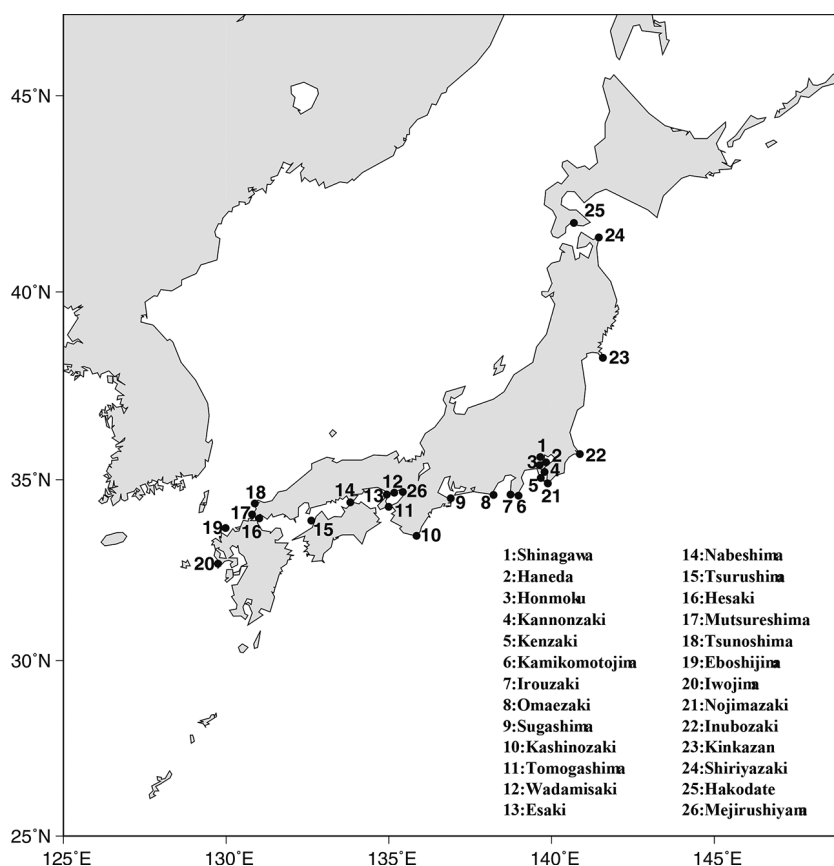 45˚N
25
24
40˚N
23
1
2
3
22
4
35˚N
5
21
12
26
18
14
13
8
7
6
17
11
9
16
19
15
10
20
1:Shinagawa
2:Haneda
3:Honmoku
4:Kannonzaki
5:Kenzaki
6:Kamikomotojima
7:Irouzaki
8:Omaezaki
9:Sugashima
10:Kashinozaki
11:Tomogashima
12:Wadamisaki
13:Esaki
14:Nabeshima
15:Tsurushima
16:Hesaki
17:Mutsureshima
18:Tsunoshima
19:Eboshijima
20:Iwojima
21:Nojimazaki
22:Inubozaki
23:Kinkazan
24:Shiriyazaki
25:Hakodate
26:Mejirushiyama
30˚N
25˚N
125˚E
130˚E
135˚E
140˚E
145˚E